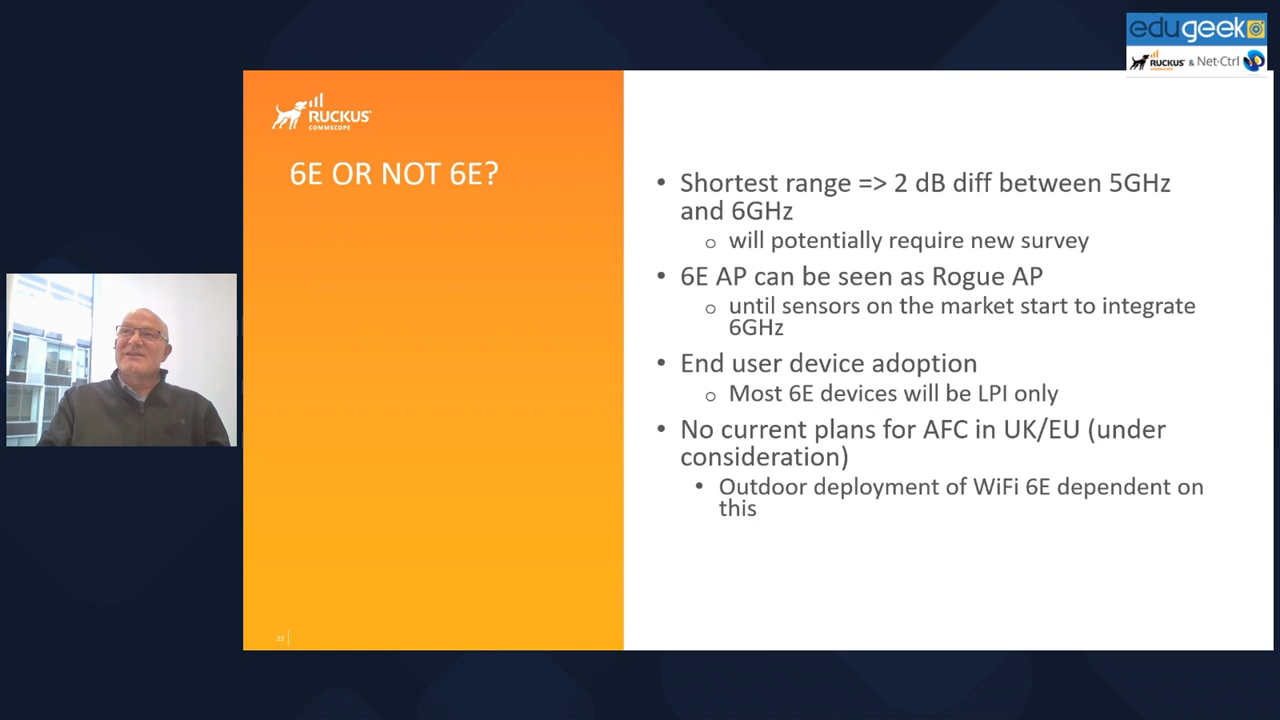 edugeek
RUCKUS & Net-Ctrl
COMMSCOPE
RUCKUS
COMMSCOPE
6E OR NOT 6E?
• Shortest range => 2 dB diff between 5GHz
and 6GHz
o will potentially require new survey
• 6E AP can be seen as Rogue AP
o until sensors on the market start to integrate
6GHz
• End user device adoption
o Most 6E devices will be LPI only
• No current plans for AFC in UK/EU (under
consideration)
• Outdoor deployment of WiFi 6E dependent on
this